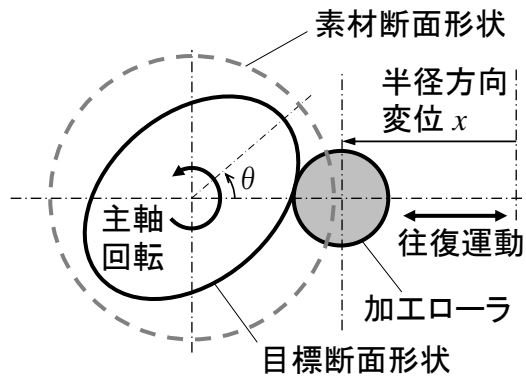 素材断面形状
半径方向
変位 x
θ
主軸
回転
往復運動
加工ローラ
目標断面形状